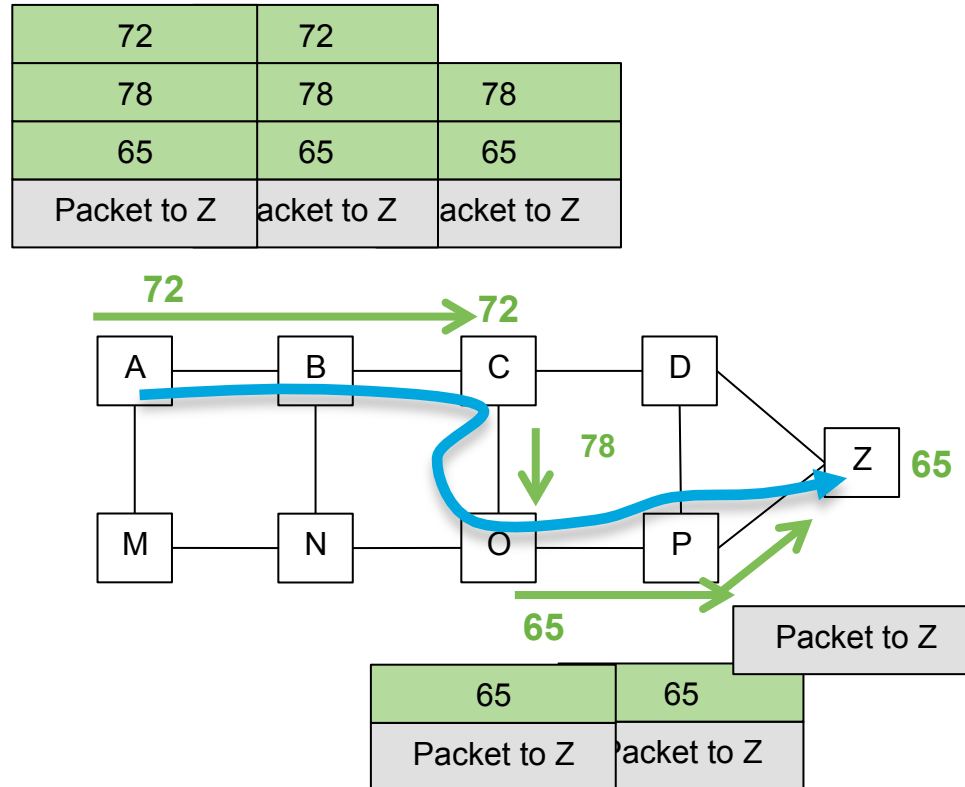 72 72
78 78 78
65 65 65
Packet to Z acket to Z acket to Z
72
72
A B C D
78
Z 65
M N O P
65
Packet to Z
65 65
Packet to Z Packet to Z